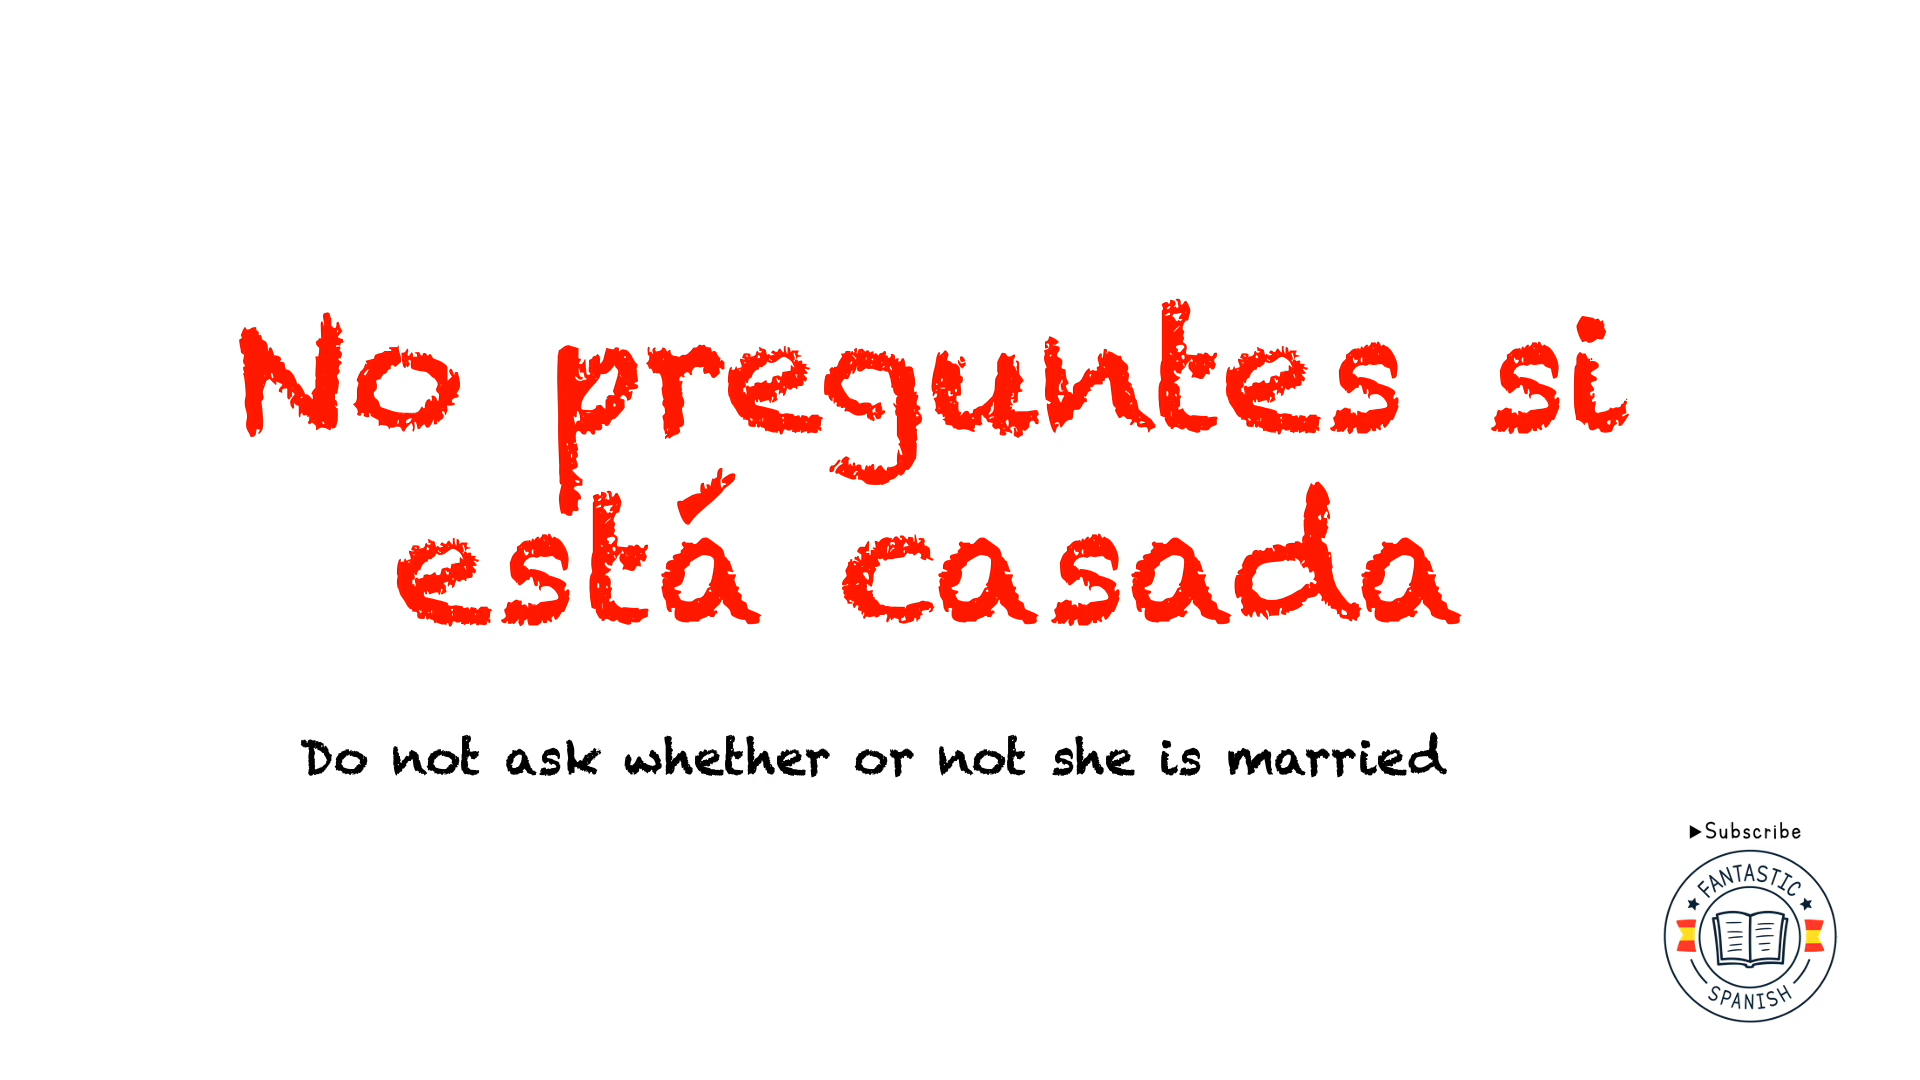 No preguntes si
está casada
Do not ask whether or not she is married
▶Subscribe
FANTASTIC
SPANISH